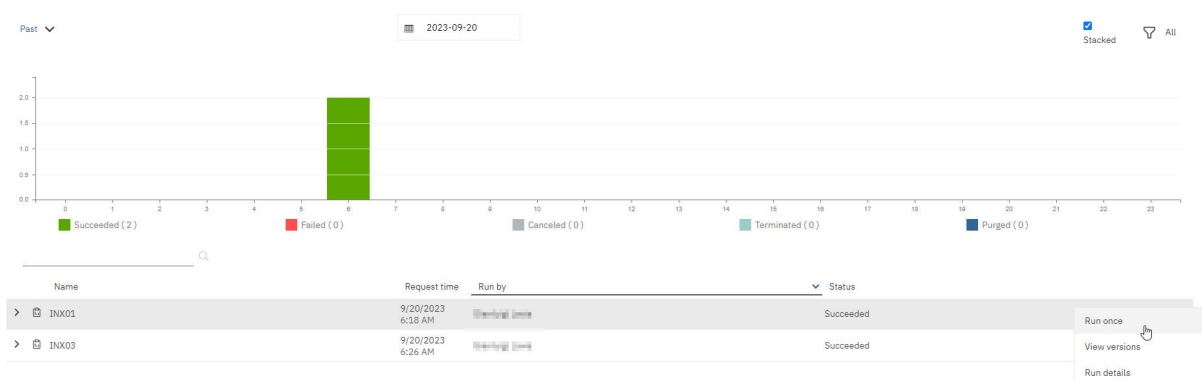 Past
2023-09-20
Stacked
All
2.0
1.5
1.0
0.5
0.0
0 1 2 3 4 5 6 7 8 9 10 11 12 13 14 15 16 17 18 19 20 21 22 23
Succeeded ( 2 ) Failed ( 0 ) Canceled ( 0 ) Terminated ( 0 ) Purged ( 0 )
Name Request time Run by Status
INX01 9/20/2023 Succeeded
6:18 AM
Run once
INX03 9/20/2023 Succeeded
6:26 AM
View versions
Run details